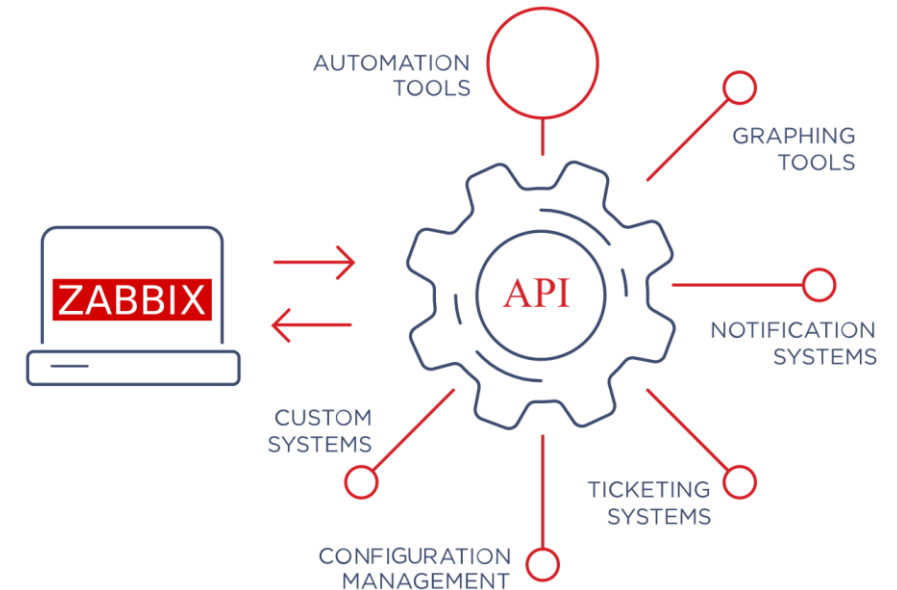 AUTOMATION
TOOLS
GRAPHING
TOOLS
ZABBIX
API
NOTIFICATION
SYSTEMS
CUSTOM
SYSTEMS
TICKETING
SYSTEMS
CONFIGURATION
MANAGEMENT